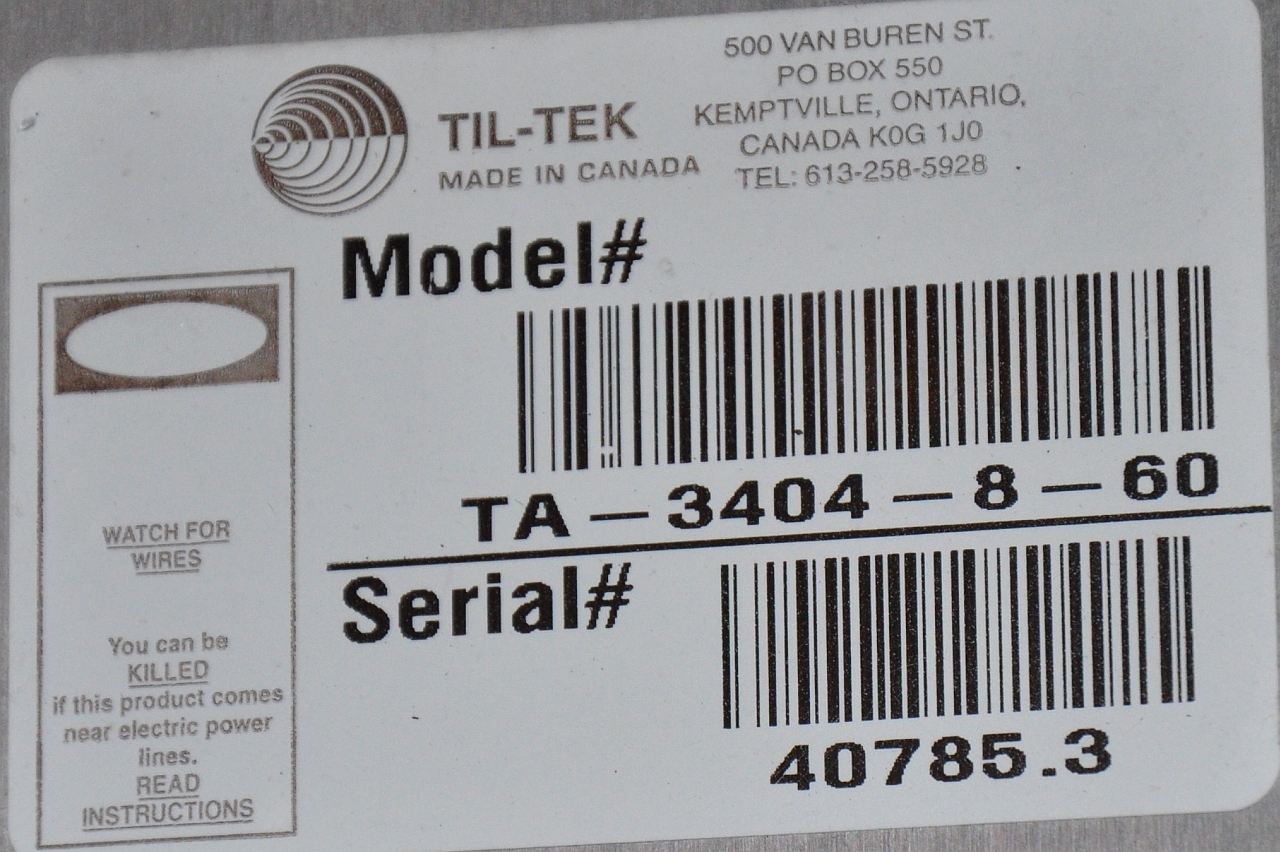 TIL-TEK
MADE IN CANADA
500 VAN BUREN ST.
PO BOX 550
KEMPTVILLE, ONTARIO,
CANADA K0G 1J0
TEL: 613-258-5928
Model#
TA-3404-8-60
Serial#
40785.3
WATCH FOR
WIRES
You can be
KILLED
if this product comes
near electric power
lines.
READ
INSTRUCTIONS